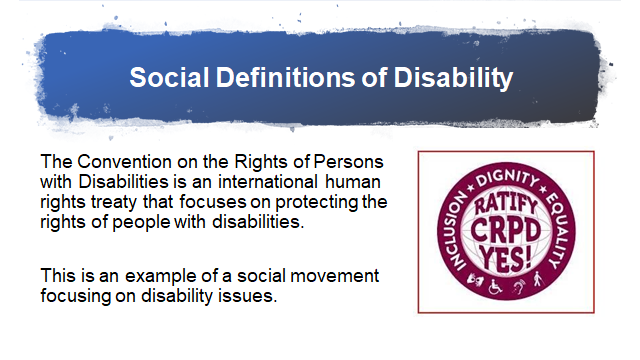 Social Definitions of Disability
The Convention on the Rights of Persons
with Disabilities is an international human
rights treaty that focuses on protecting the
rights of people with disabilities.
This is an example of a social movement
focusing on disability issues.
INCLUSION ★ DIGNITY ★ EQUALITY
RATIFY
CRPD
YES!